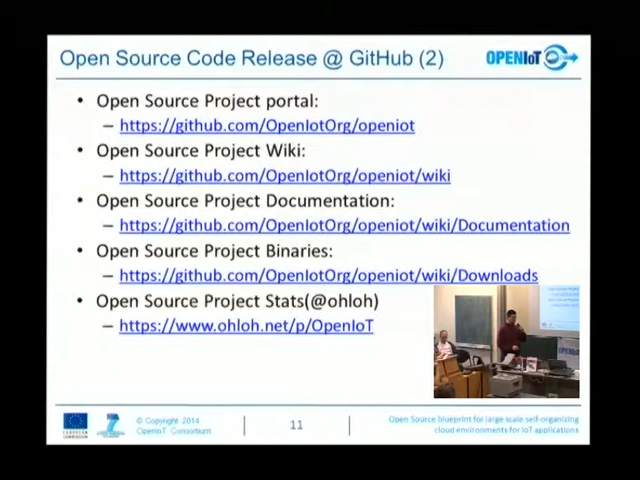 Open Source Code Release @ GitHub (2)
OPENIoT
• Open Source Project portal:
– https://github.com/OpenIotOrg/openiot
• Open Source Project Wiki:
– https://github.com/OpenIotOrg/openiot/wiki
• Open Source Project Documentation:
– https://github.com/OpenIotOrg/openiot/wiki/Documentation
• Open Source Project Binaries:
– https://github.com/OpenIotOrg/openiot/wiki/Downloads
• Open Source Project Stats(@ohloh)
– https://www.ohloh.net/p/OpenIoT
© Copyright 2014
OpenIoT Consortium
11
Open Source blueprint for large scale self-organizing
cloud environments for IoT applications